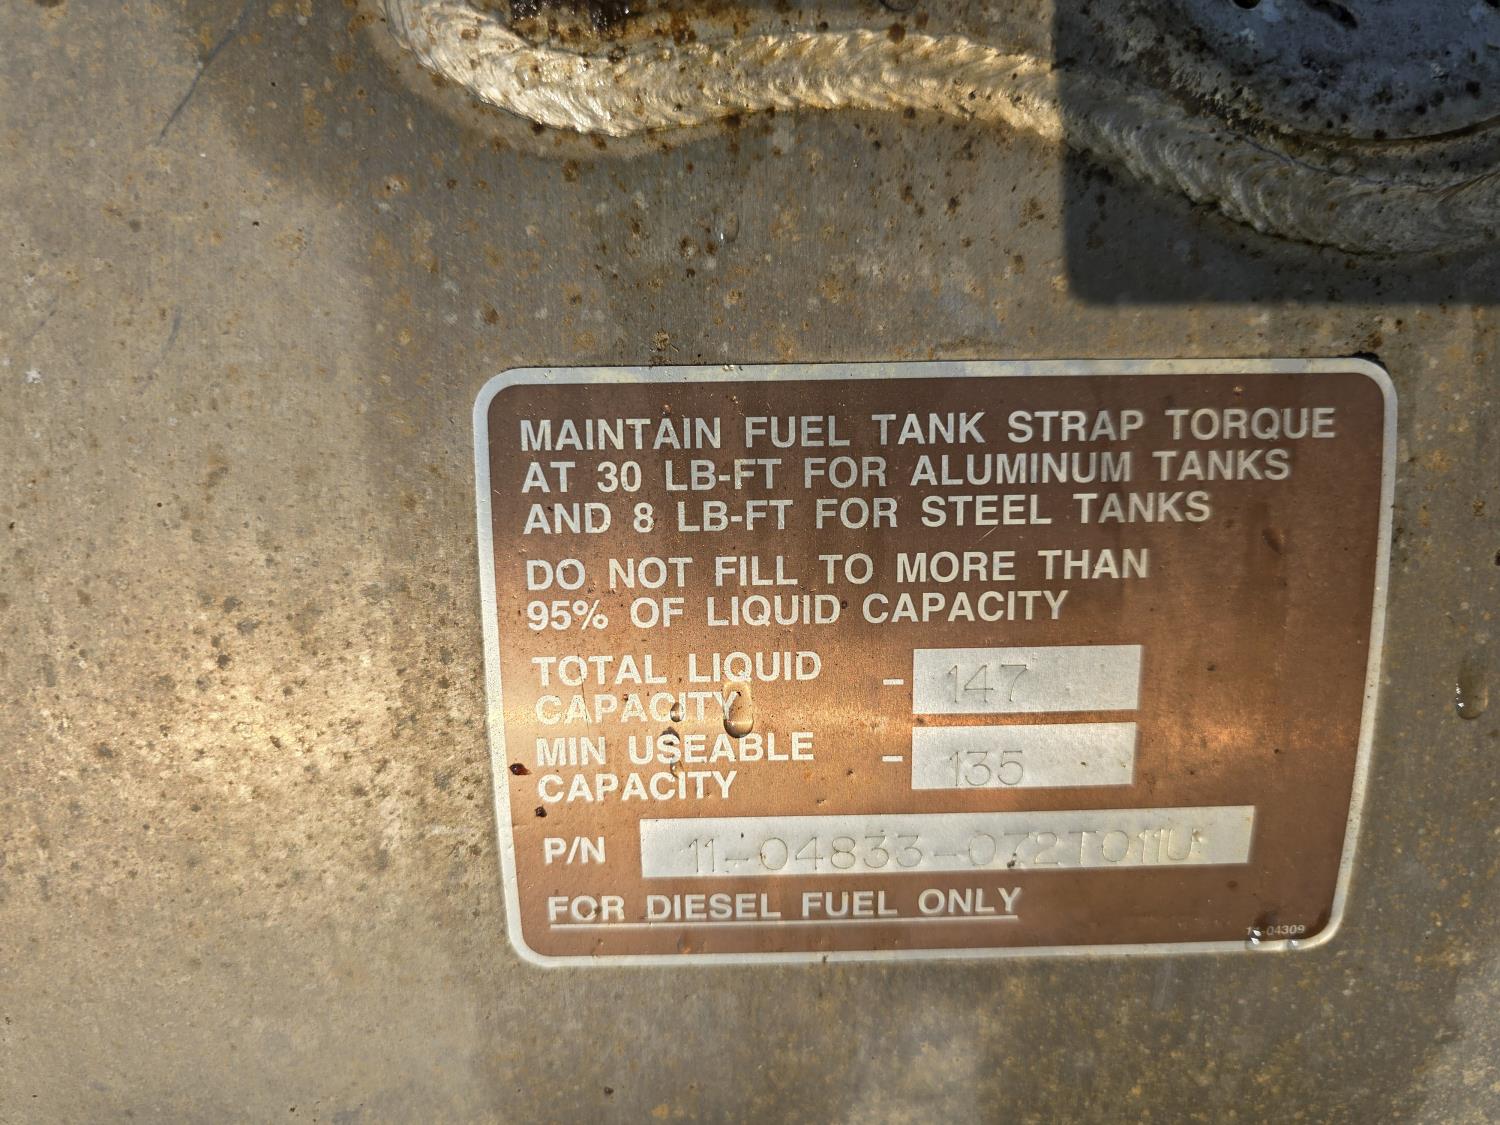 MAINTAIN FUEL TANK STRAP TORQUE
AT 30 LB-FT FOR ALUMINUM TANKS
AND 8 LB-FT FOR STEEL TANKS
DO NOT FILL TO MORE THAN
95% OF LIQUID CAPACITY
TOTAL LIQUID CAPACITY - 147
MIN USEABLE CAPACITY - 135
P/N 11-04833-072T011U
FOR DIESEL FUEL ONLY